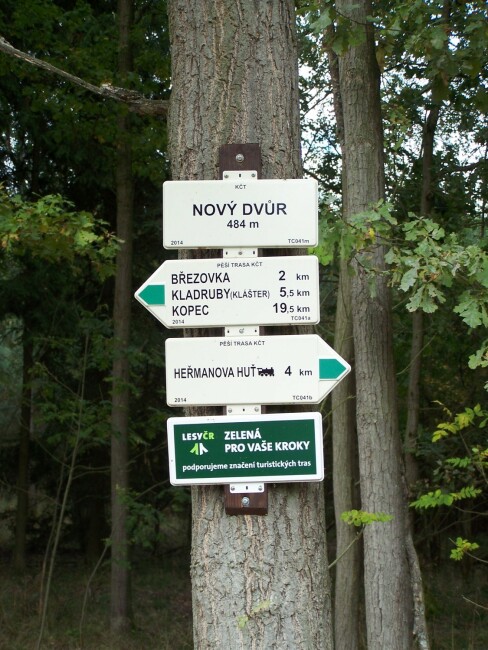 KČT
NOVÝ DVŮR
484 m
2014 TC041m
PĚŠÍ TRASA KČT
BŘEZOVKA 2 km
KLADRUBY (KLÁŠTER) 5,5 km
KOPEC 19,5 km
2014 TC041a
PĚŠÍ TRASA KČT
HEŘMANOVA HUŤ 4 km
2014 TC041b
LESY ČR
ZELENÁ
PRO VAŠE KROKY
podporujeme značení turistických tras